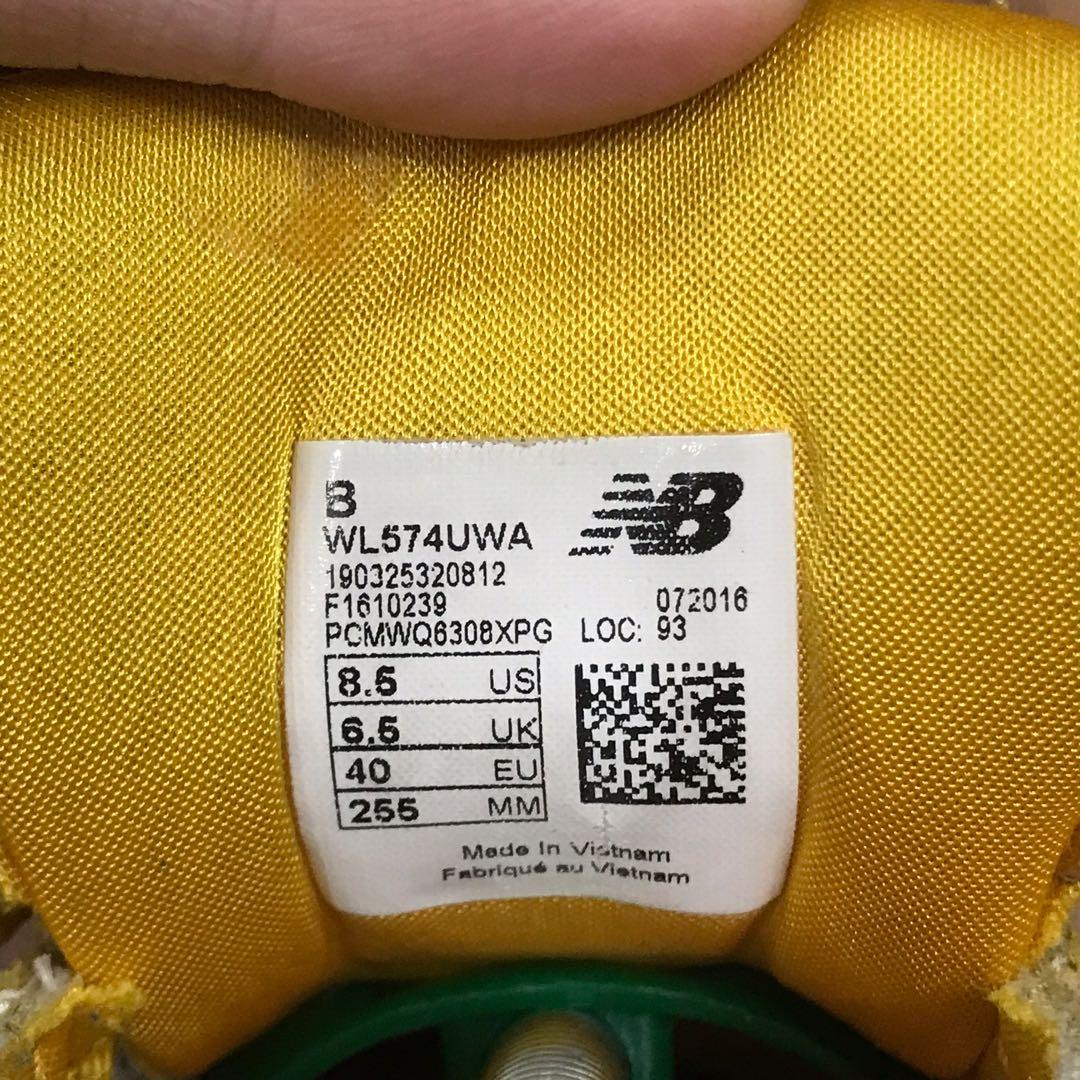 B
NB
WL574UWA
190325320812
F1610239 072016
PCMWQ6308XPG LOC: 93
8.5 US
6.5 UK
40 EU
255 MM
Made In Vietnam
Fabriqué au Vietnam